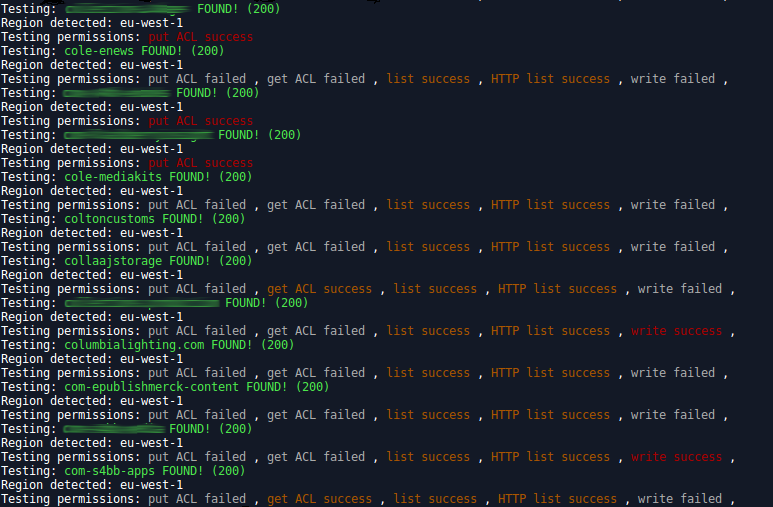 Testing: FOUND! (200)
Region detected: eu-west-1
Testing permissions: put ACL success
Testing: cole-enews FOUND! (200)
Region detected: eu-west-1
Testing permissions: put ACL failed , get ACL failed , list success , HTTP list success , write failed ,
Testing: FOUND! (200)
Region detected: eu-west-1
Testing permissions: put ACL success
Testing: FOUND! (200)
Region detected: eu-west-1
Testing permissions: put ACL success
Testing: cole-mediakits FOUND! (200)
Region detected: eu-west-1
Testing permissions: put ACL failed , get ACL failed , list success , HTTP list success , write failed ,
Testing: coltoncustoms FOUND! (200)
Region detected: eu-west-1
Testing permissions: put ACL failed , get ACL failed , list success , HTTP list success , write failed ,
Testing: collaajstorage FOUND! (200)
Region detected: eu-west-1
Testing permissions: put ACL failed , get ACL success , list success , HTTP list success , write failed ,
Testing: FOUND! (200)
Region detected: eu-west-1
Testing permissions: put ACL failed , get ACL failed , list success , HTTP list success , write success ,
Testing: columbialighting.com FOUND! (200)
Region detected: eu-west-1
Testing permissions: put ACL failed , get ACL failed , list success , HTTP list success , write failed ,
Testing: com-epublishmerck-content FOUND! (200)
Region detected: eu-west-1
Testing permissions: put ACL failed , get ACL failed , list success , HTTP list success , write failed ,
Testing: FOUND! (200)
Region detected: eu-west-1
Testing permissions: put ACL failed , get ACL failed , list success , HTTP list success , write success ,
Testing: com-s4bb-apps FOUND! (200)
Region detected: eu-west-1
Testing permissions: put ACL failed , get ACL success , list success , HTTP list success , write failed ,